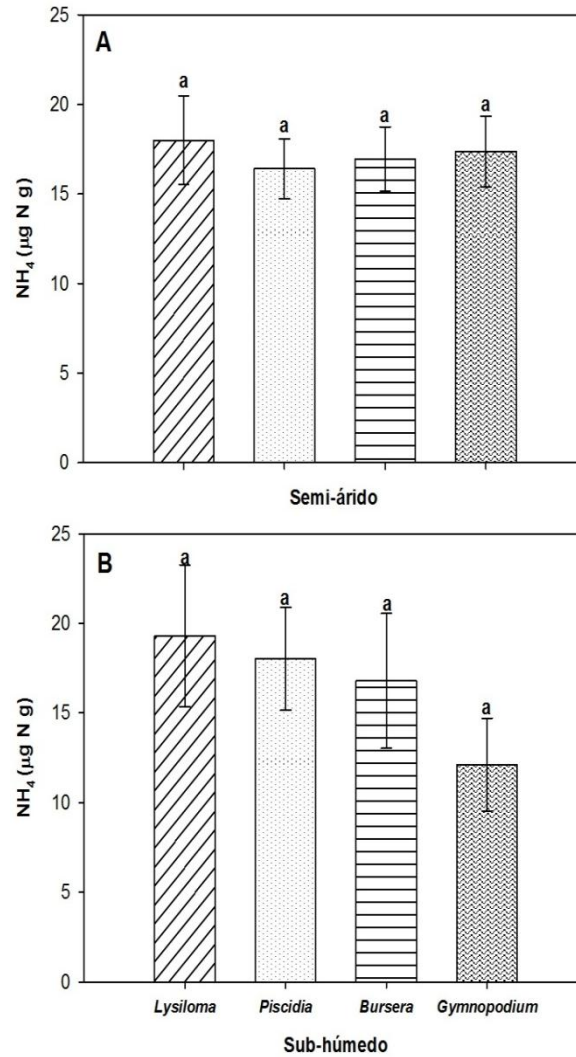 A
a
a
a
a
25
20
15
10
5
0
NH₄ (µg N g)
Semi-árido
B
a
a
a
a
25
20
15
10
5
0
NH₄ (µg N g)
Lysiloma Piscidia Bursera Gymnopodium
Sub-húmedo